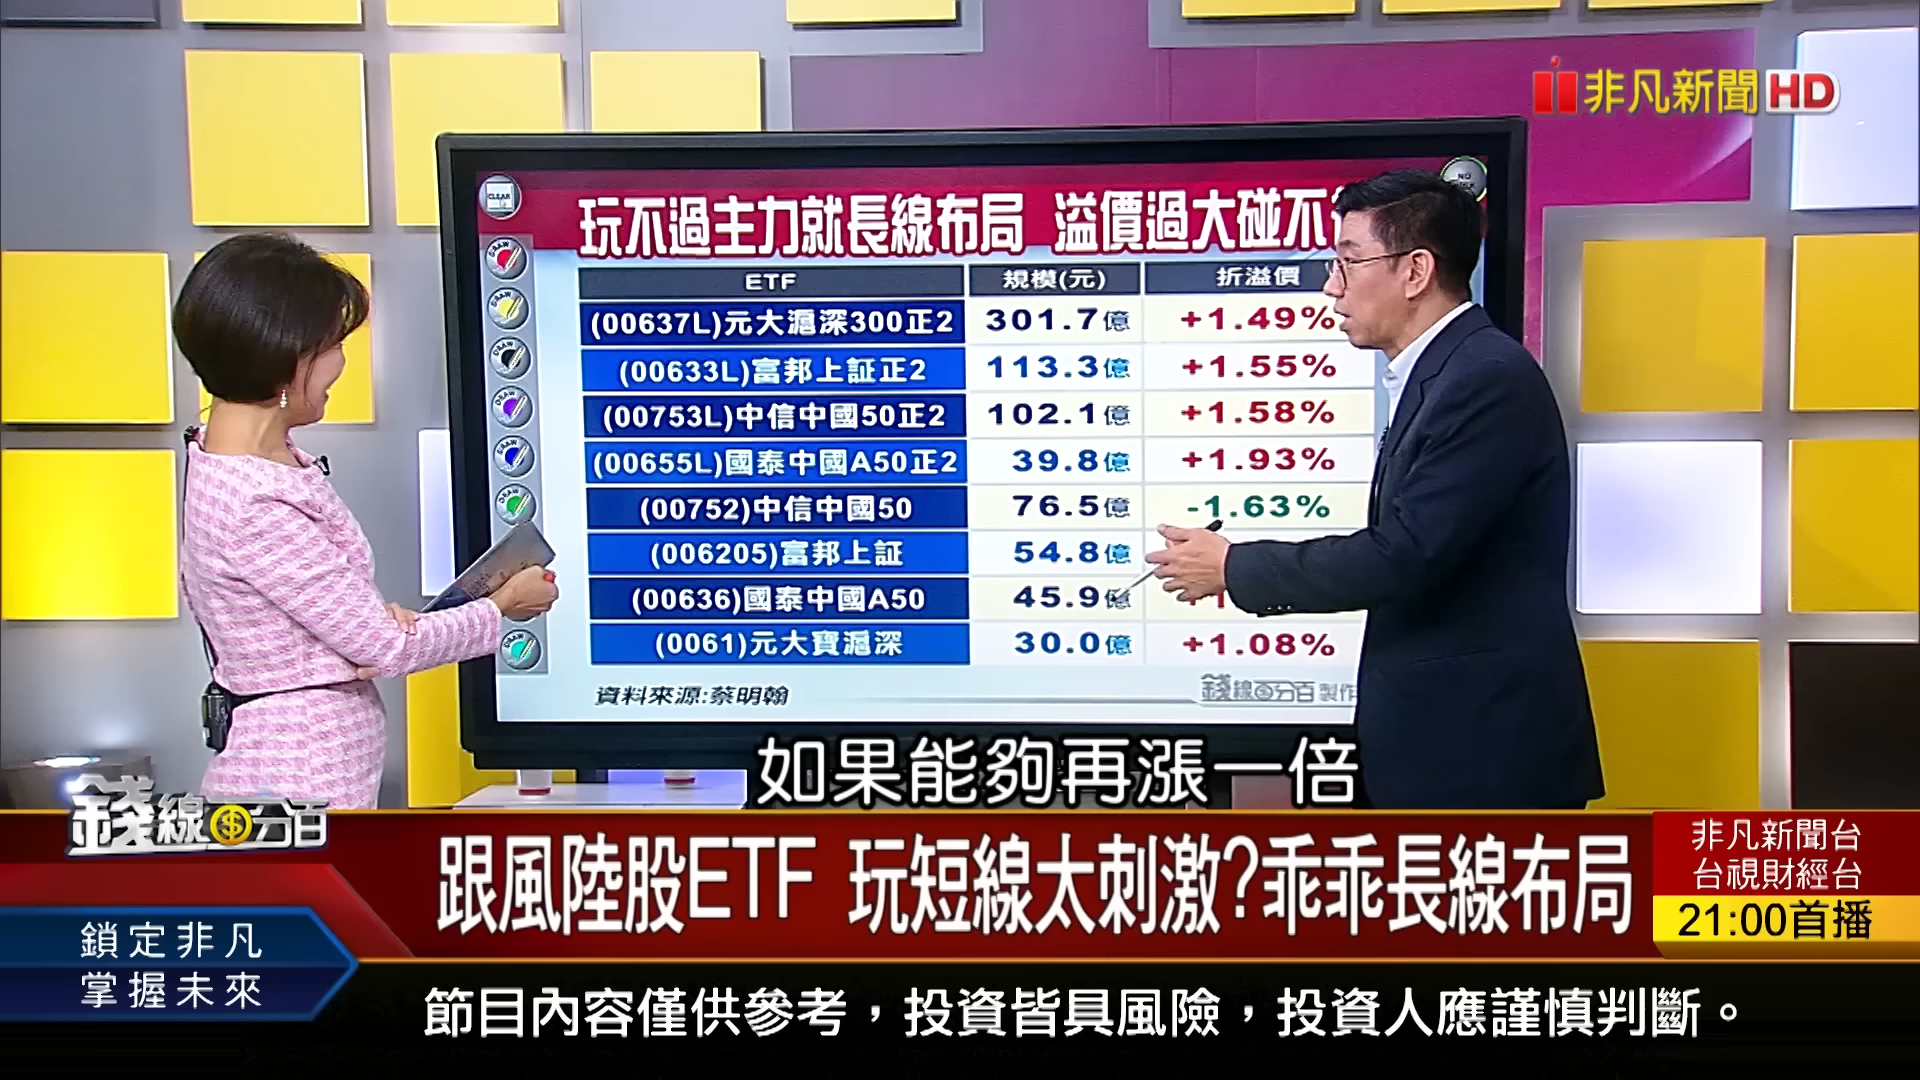 非凡新聞HD
CLEAR
玩不過主力就長線布局 溢價過大碰不
ETF 規模(元) 折溢價
(00637L)元大滬深300正2 301.7億 +1.49%
(00633L)富邦上証正2 113.3億 +1.55%
(00753L)中信中國50正2 102.1億 +1.58%
(00655L)國泰中國A50正2 39.8億 +1.93%
(00752)中信中國50 76.5億 -1.63%
(006205)富邦上証 54.8億
(00636)國泰中國A50 45.9億
(0061)元大寶滬深 30.0億 +1.08%
資料來源:蔡明翰
錢線百分百 製作
DRAW
DRAW
DRAW
DRAW
DRAW
DRAW
DRAW
如果能夠再漲一倍
錢線百分百
跟風陸股ETF 玩短線太刺激?乖乖長線布局
非凡新聞台
台視財經台
21:00首播
鎖定非凡
掌握未來
節目內容僅供參考，投資皆具風險，投資人應謹慎判斷。